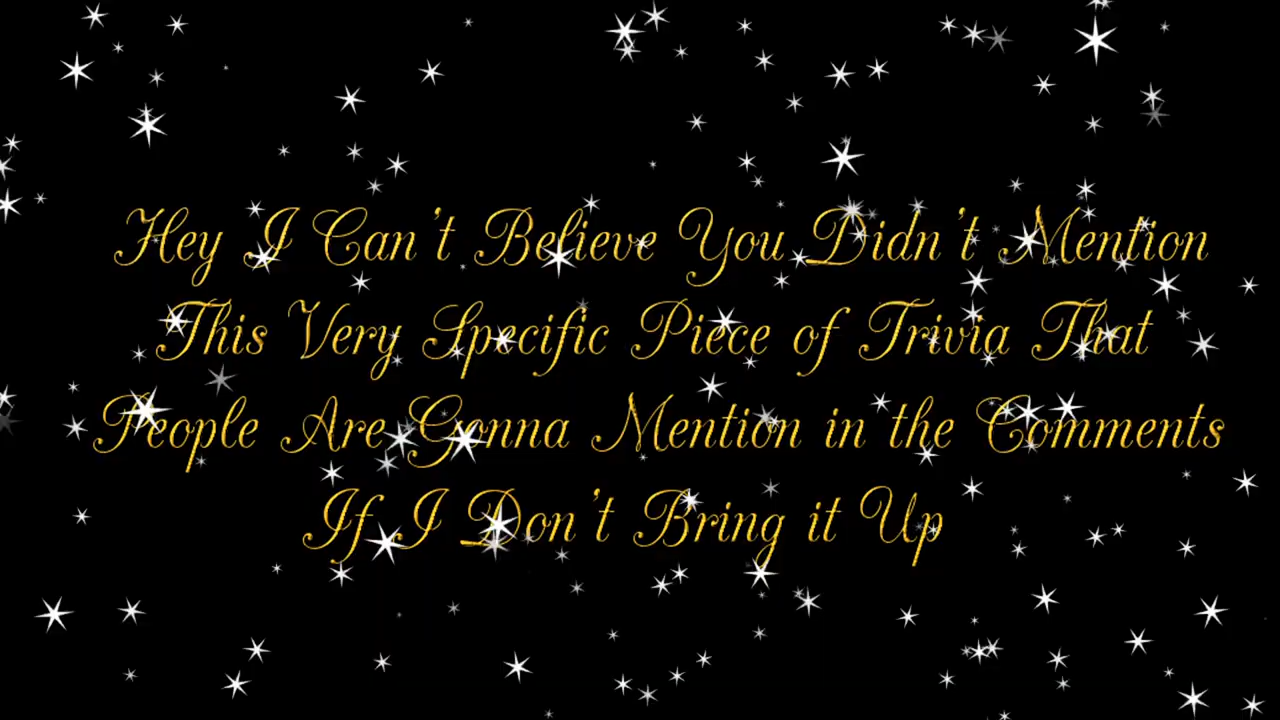 Hey I Can't Believe You Didn't Mention
This Very Specific Piece of Trivia That
People Are Gonna Mention in the Comments
If I Don't Bring it Up